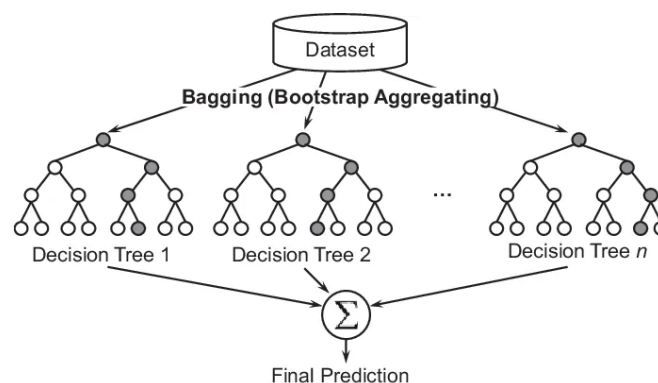 Dataset
Bagging (Bootstrap Aggregating)
...
Decision Tree 1
Decision Tree 2
Decision Tree n
Σ
Final Prediction